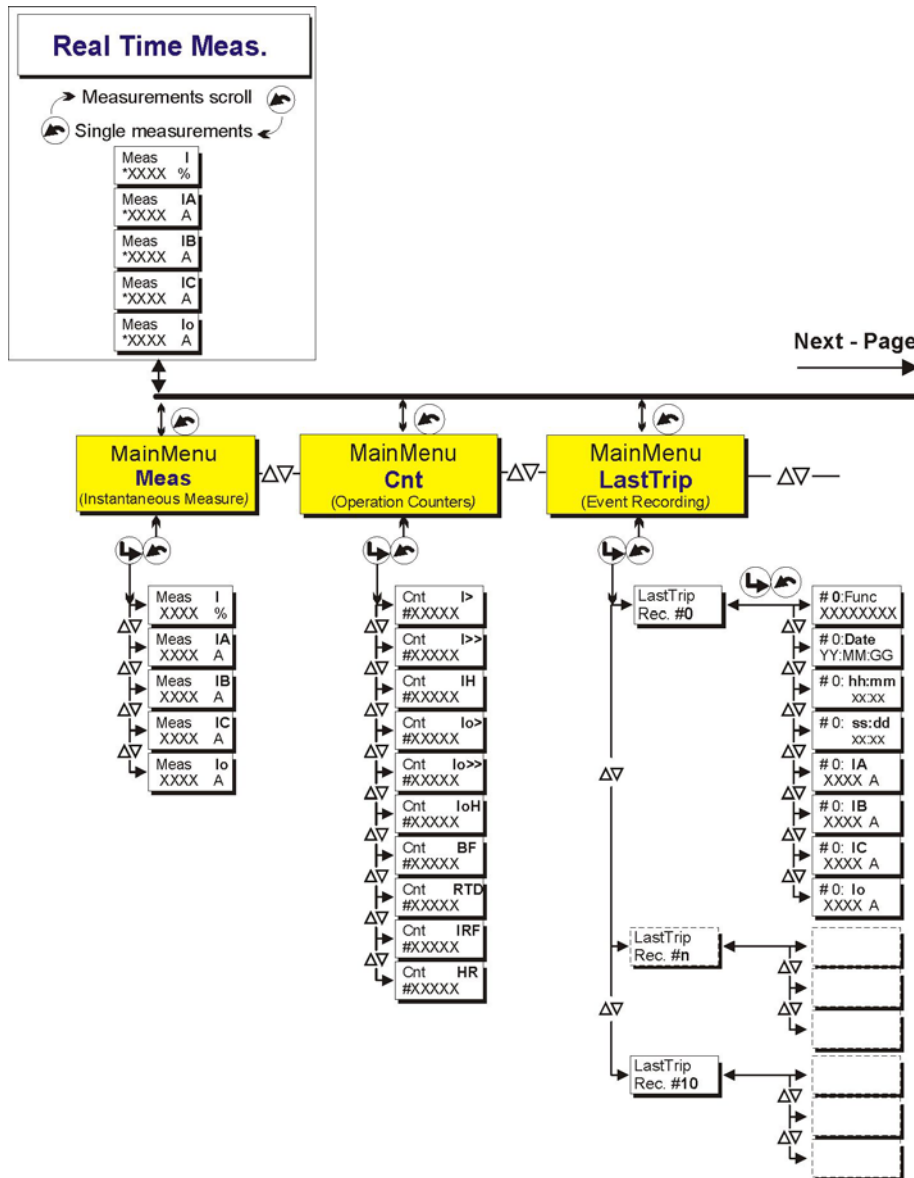 Real Time Meas.
Measurements scroll
Single measurements
Meas I
*XXXX %
Meas IA
*XXXX A
Meas IB
*XXXX A
Meas IC
*XXXX A
Meas Io
*XXXX A
Next - Page
MainMenu
Meas
(Instantaneous Measure)
MainMenu
Cnt
(Operation Counters)
MainMenu
LastTrip
(Event Recording)
Meas I
XXXX %
Meas IA
XXXX A
Meas IB
XXXX A
Meas IC
XXXX A
Meas Io
XXXX A
Cnt I>
#XXXXX
Cnt I>>
#XXXXX
Cnt IH
#XXXXX
Cnt Io>
#XXXXX
Cnt Io>>
#XXXXX
Cnt IoH
#XXXXX
Cnt BF
#XXXXX
Cnt RTD
#XXXXX
Cnt IRF
#XXXXX
Cnt HR
#XXXXX
LastTrip
Rec. #0
# 0:Func
XXXXXXXX
# 0:Date
YY:MM:GG
# 0: hh:mm
xx:xx
# 0: ss:dd
xx:xx
# 0: IA
XXXX A
# 0: IB
XXXX A
# 0: IC
XXXX A
# 0: Io
XXXX A
LastTrip
Rec. #n
LastTrip
Rec. #10